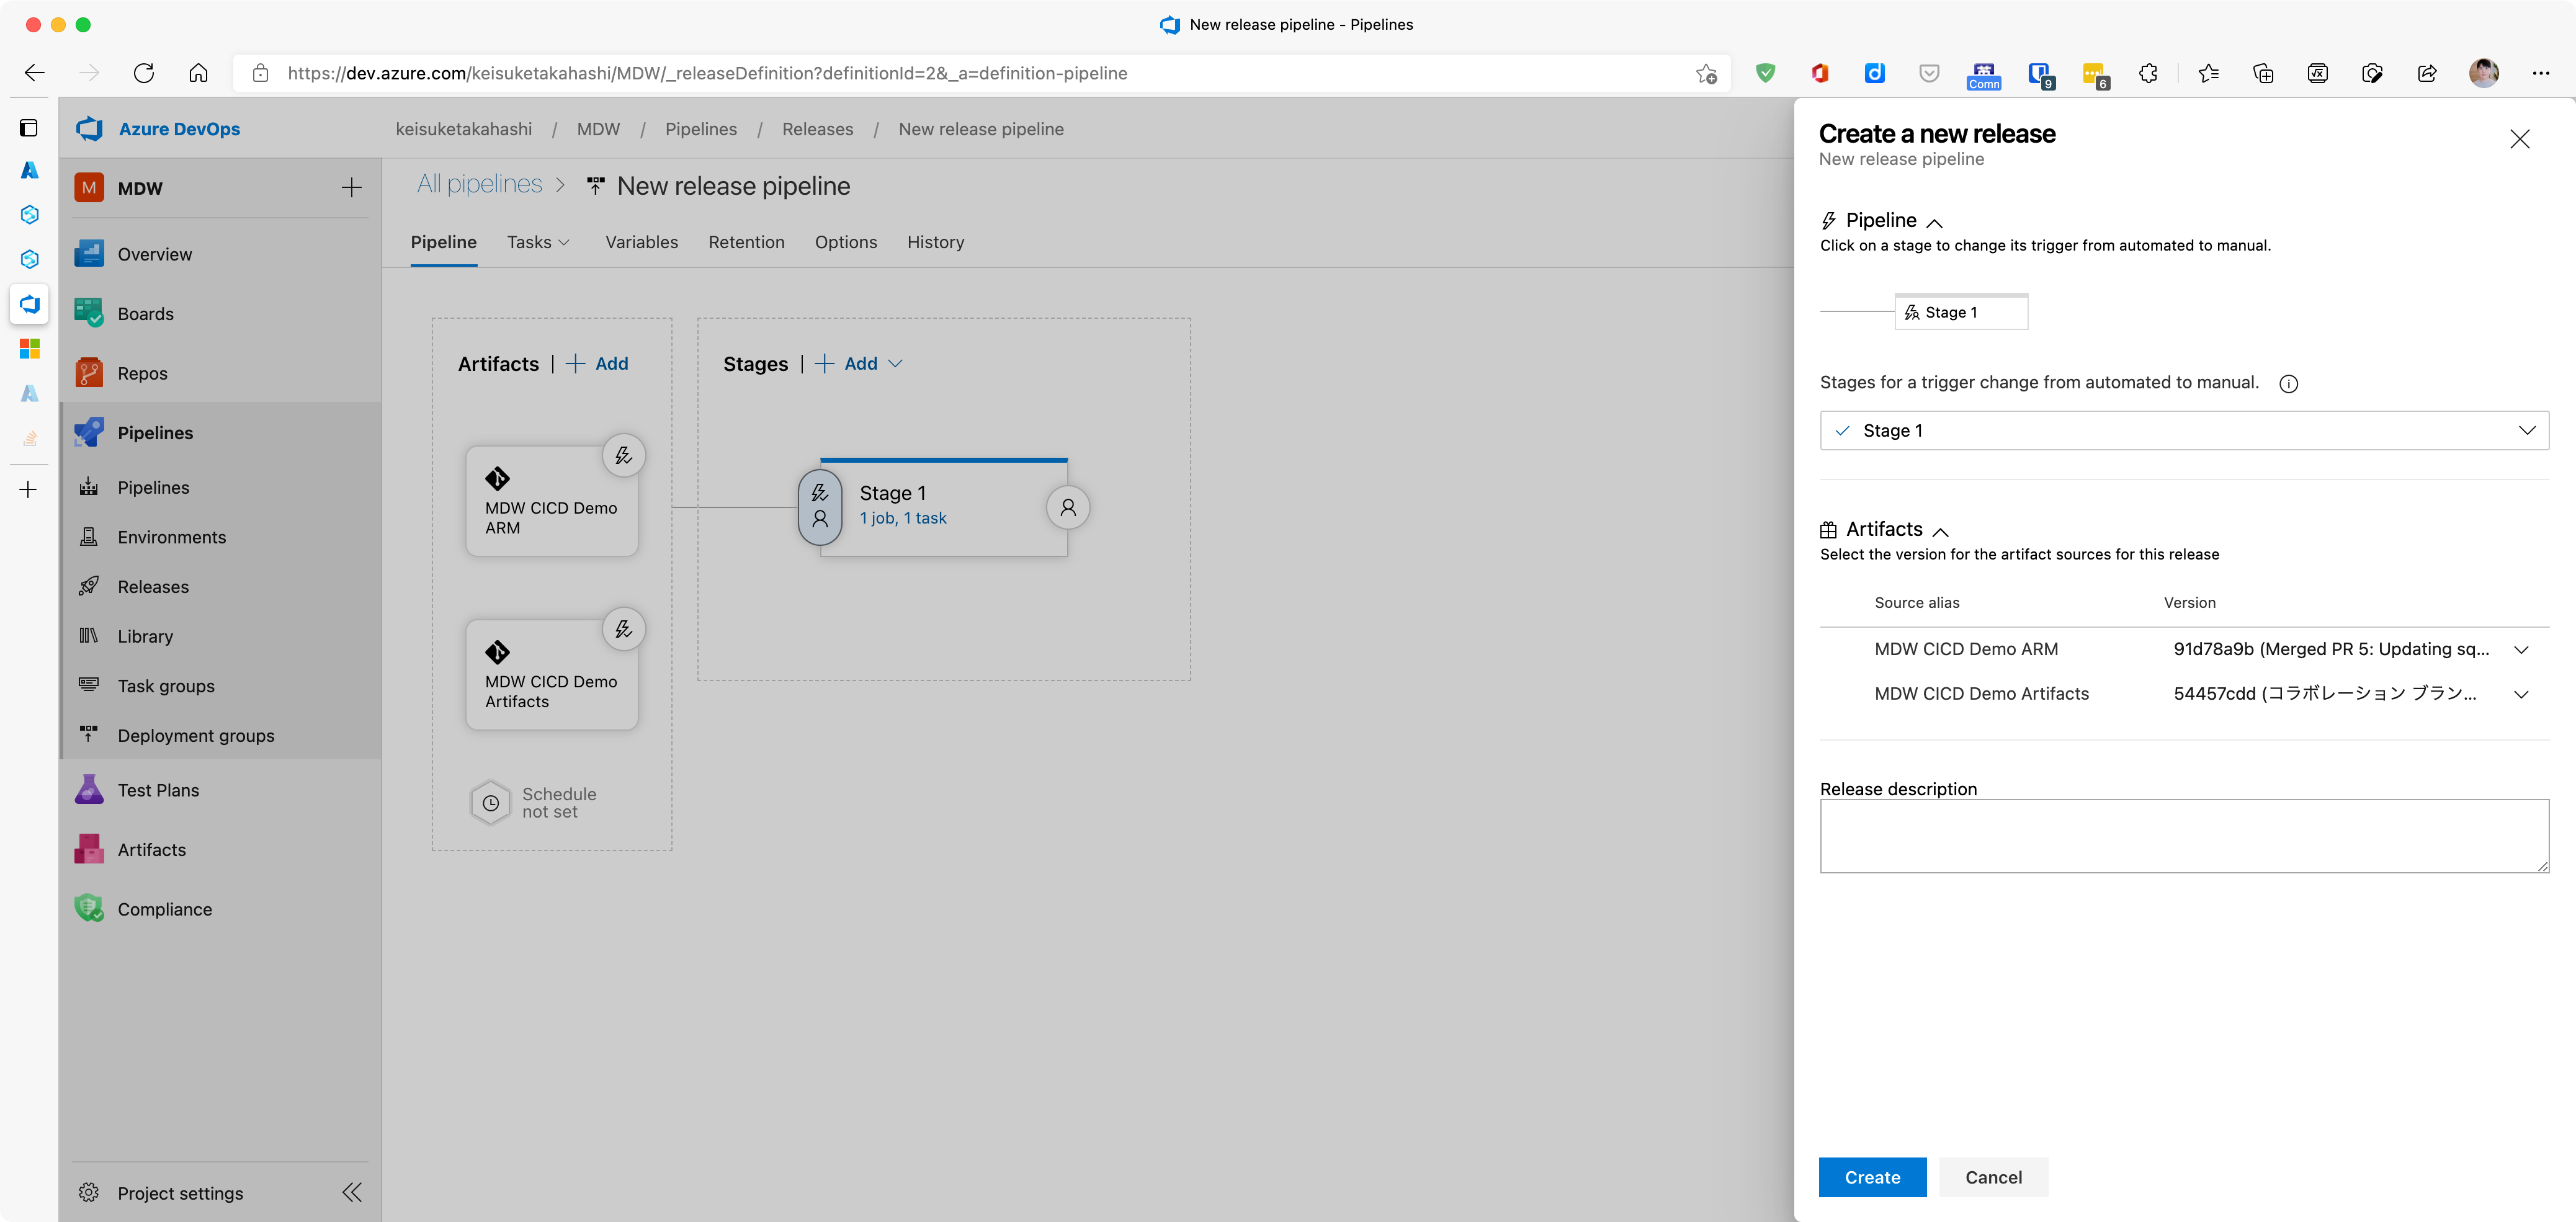 New release pipeline - Pipelines
https://dev.azure.com/keisuketakahashi/MDW/_releaseDefinition?definitionId=2&_a=definition-pipeline
Comn
9
6
Azure DevOps
keisuketakahashi / MDW / Pipelines / Releases / New release pipeline
M MDW
Overview
Boards
Repos
Pipelines
Pipelines
Environments
Releases
Library
Task groups
Deployment groups
Test Plans
Artifacts
Compliance
Project settings
All pipelines > New release pipeline
Pipeline Tasks Variables Retention Options History
Artifacts | + Add
MDW CICD Demo
ARM
MDW CICD Demo
Artifacts
Schedule
not set
Stages | + Add
Stage 1
1 job, 1 task
Create a new release
New release pipeline
Pipeline
Click on a stage to change its trigger from automated to manual.
Stage 1
Stages for a trigger change from automated to manual.
Stage 1
Artifacts
Select the version for the artifact sources for this release
Source alias Version
MDW CICD Demo ARM 91d78a9b (Merged PR 5: Updating sq...
MDW CICD Demo Artifacts 54457cdd (コラボレーション ブラン...
Release description
Create Cancel